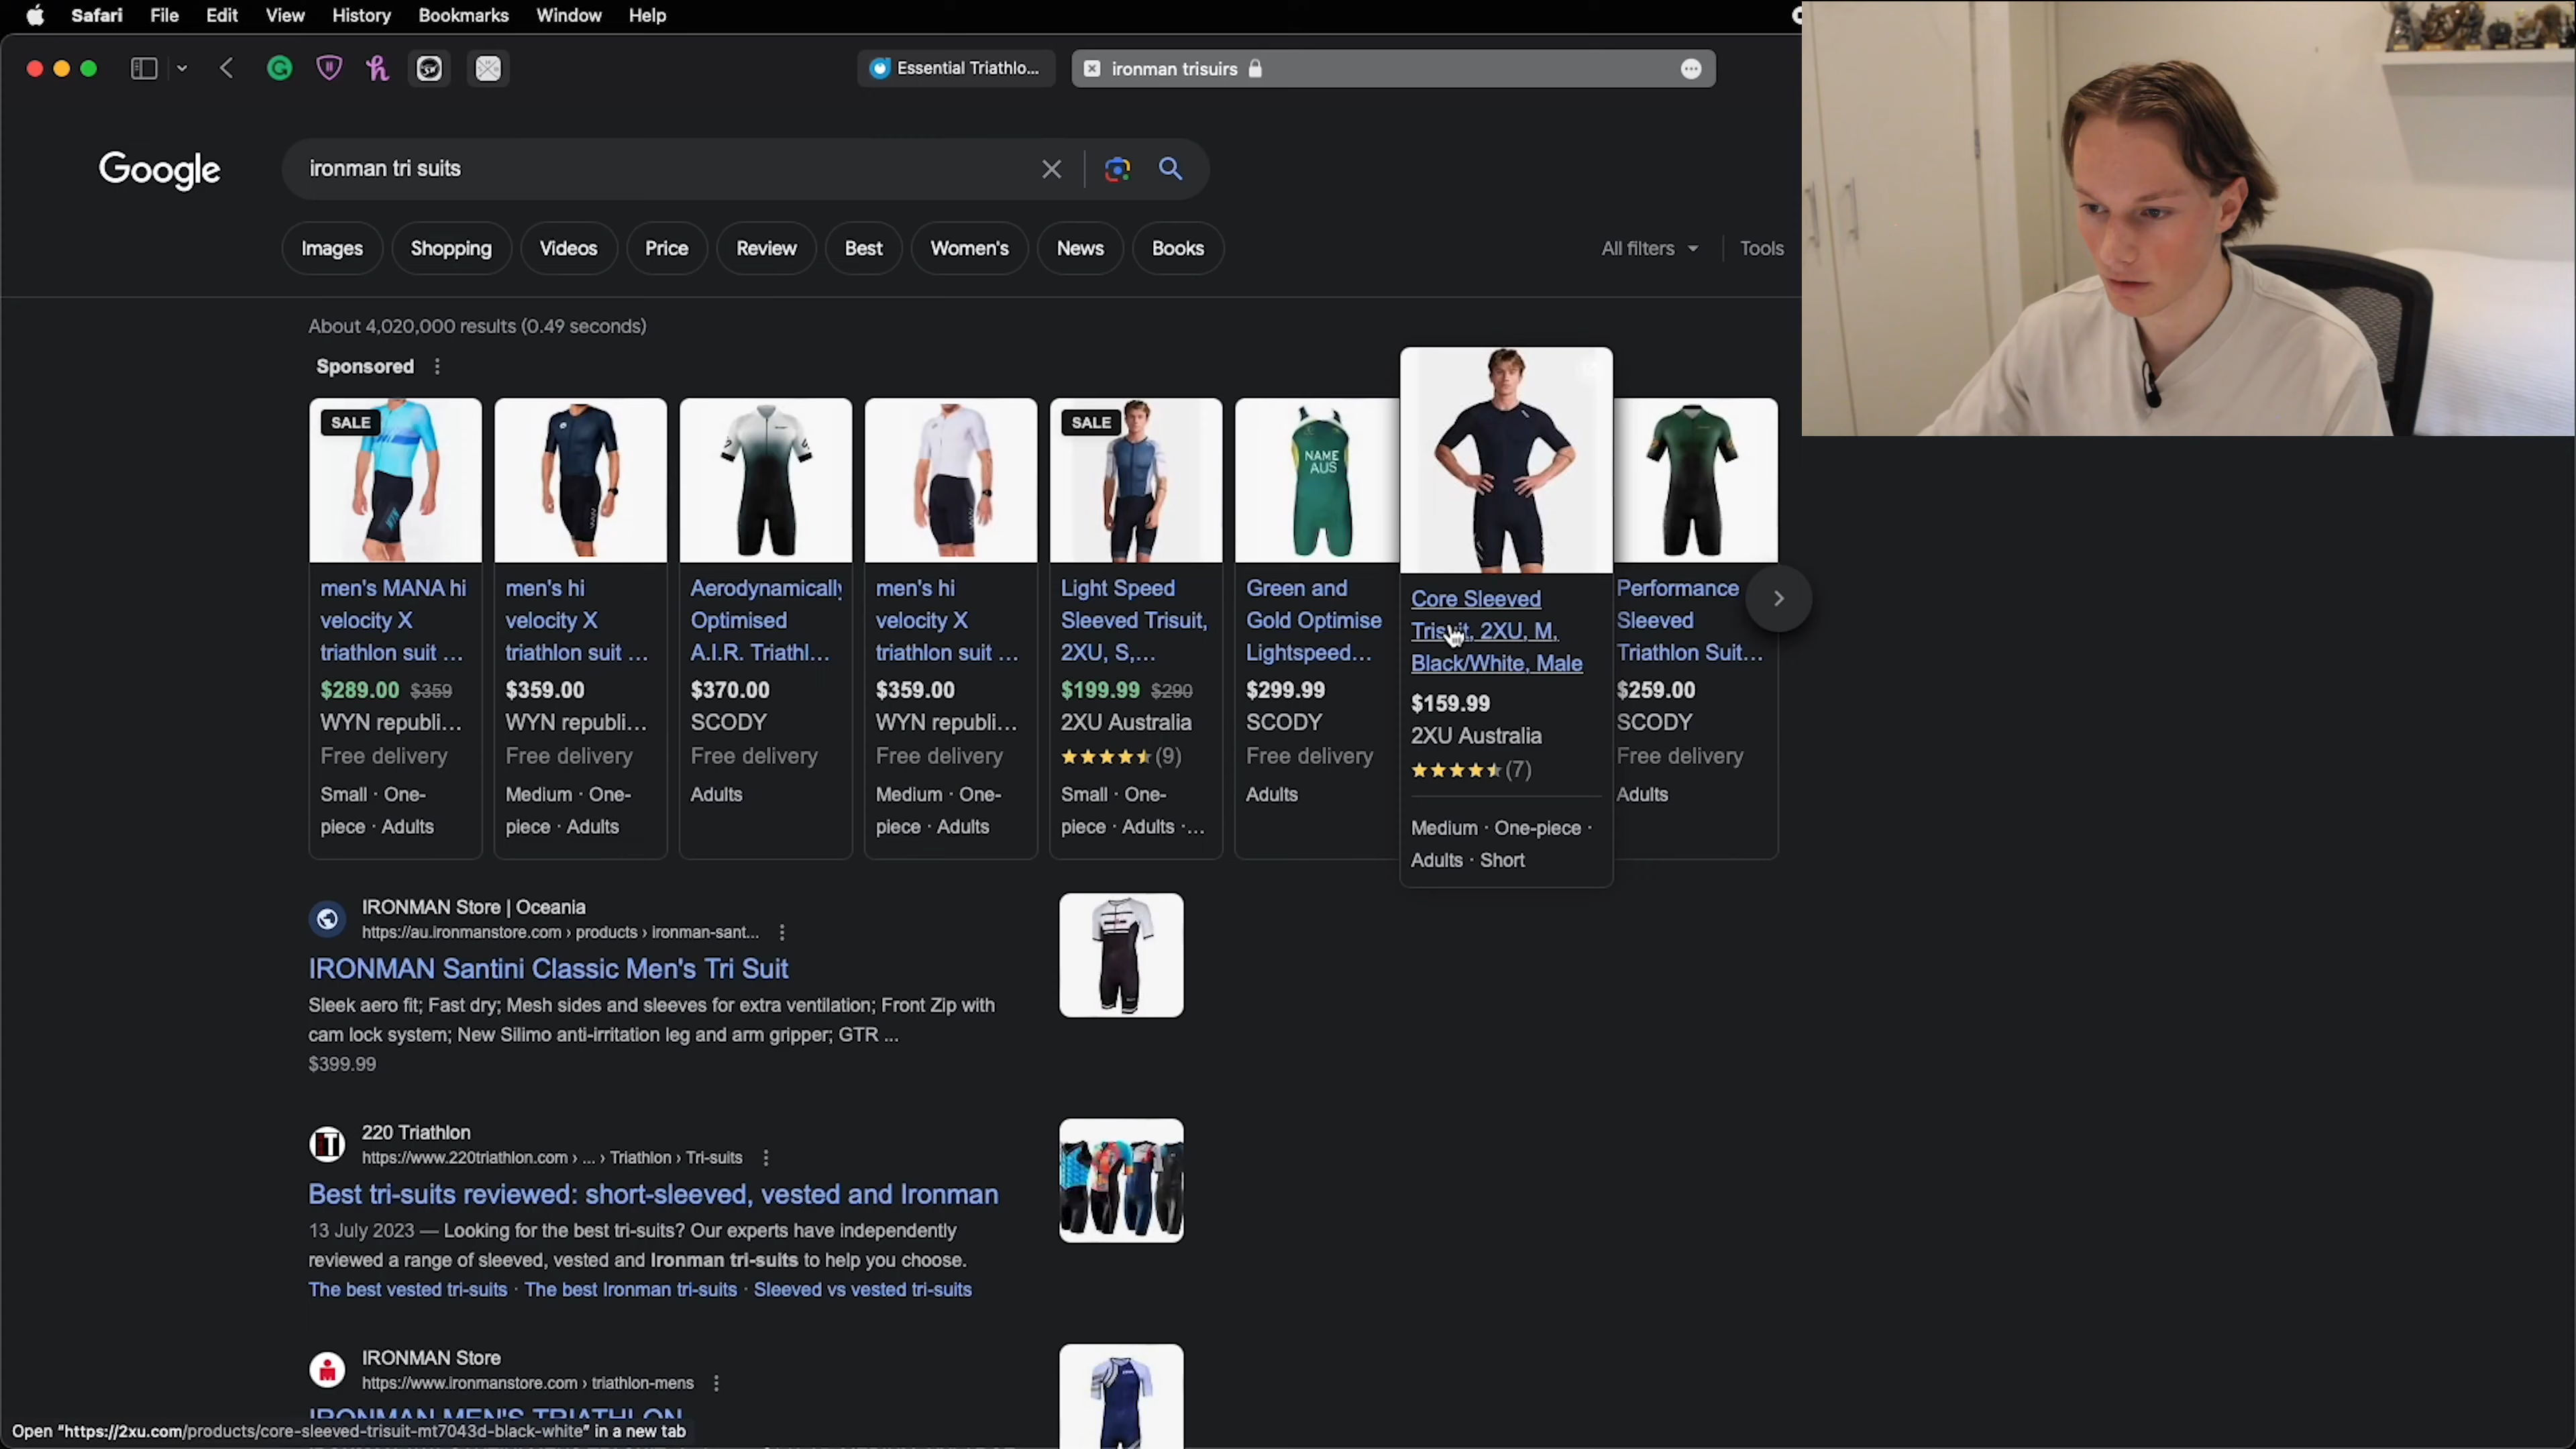 Safari File Edit View History Bookmarks Window Help
Essential Triathlo...
ironman trisuirs
Google
ironman tri suits
Images
Shopping
Videos
Price
Review
Best
Women's
News
Books
All filters
Tools
About 4,020,000 results (0.49 seconds)
Sponsored
SALE
men's MANA hi
velocity X
triathlon suit ...
$289.00 $359
WYN republi...
Free delivery
Small · One-
piece · Adults
men's hi
velocity X
triathlon suit ...
$359.00
WYN republi...
Free delivery
Medium · One-
piece · Adults
Aerodynamically
Optimised
A.I.R. Triathl...
$370.00
SCODY
Free delivery
Adults
men's hi
velocity X
triathlon suit ...
$359.00
WYN republi...
Free delivery
Medium · One-
piece · Adults
SALE
Light Speed
Sleeved Trisuit,
2XU, S,...
$199.99 $290
2XU Australia
(9)
Small · One-
piece · Adults ·...
NAME
AUS
Green and
Gold Optimise
Lightspeed...
$299.99
SCODY
Free delivery
Adults
Core Sleeved
Trisuit, 2XU, M,
Black/White, Male
$159.99
2XU Australia
(7)
Medium · One-piece ·
Adults · Short
Performance
Sleeved
Triathlon Suit...
$259.00
SCODY
Free delivery
Adults
IRONMAN Store | Oceania
https://au.ironmanstore.com › products › ironman-sant...
IRONMAN Santini Classic Men's Tri Suit
Sleek aero fit; Fast dry; Mesh sides and sleeves for extra ventilation; Front Zip with
cam lock system; New Silimo anti-irritation leg and arm gripper; GTR ...
$399.99
220 Triathlon
https://www.220triathlon.com › ... › Triathlon › Tri-suits
Best tri-suits reviewed: short-sleeved, vested and Ironman
13 July 2023 — Looking for the best tri-suits? Our experts have independently
reviewed a range of sleeved, vested and Ironman tri-suits to help you choose.
The best vested tri-suits · The best Ironman tri-suits · Sleeved vs vested tri-suits
IRONMAN Store
https://www.ironmanstore.com › triathlon-mens
IRONMAN MEN'S TRIATHLON
Open "https://2xu.com/products/core-sleeved-trisuit-mt7043d-black-white" in a new tab